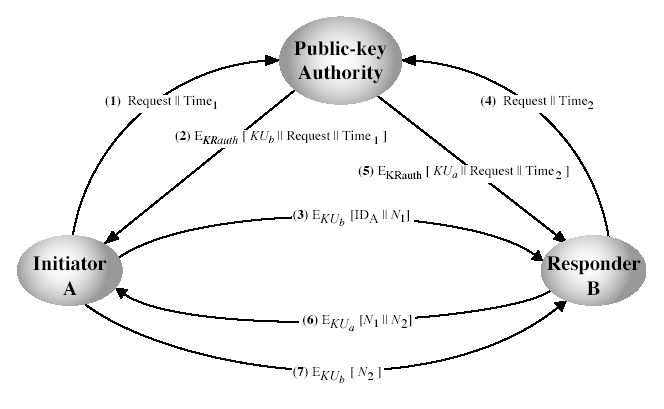 Public-key
Authority
(1) Request || Time1
(4) Request || Time2
(2) EKRauth [ KUb || Request || Time 1 ]
(5) EKRauth [ KUa || Request || Time2 ]
(3) EKUb [IDA || N1]
Initiator
A
Responder
B
(6) EKUa [N1 || N2]
(7) EKUb [ N2 ]